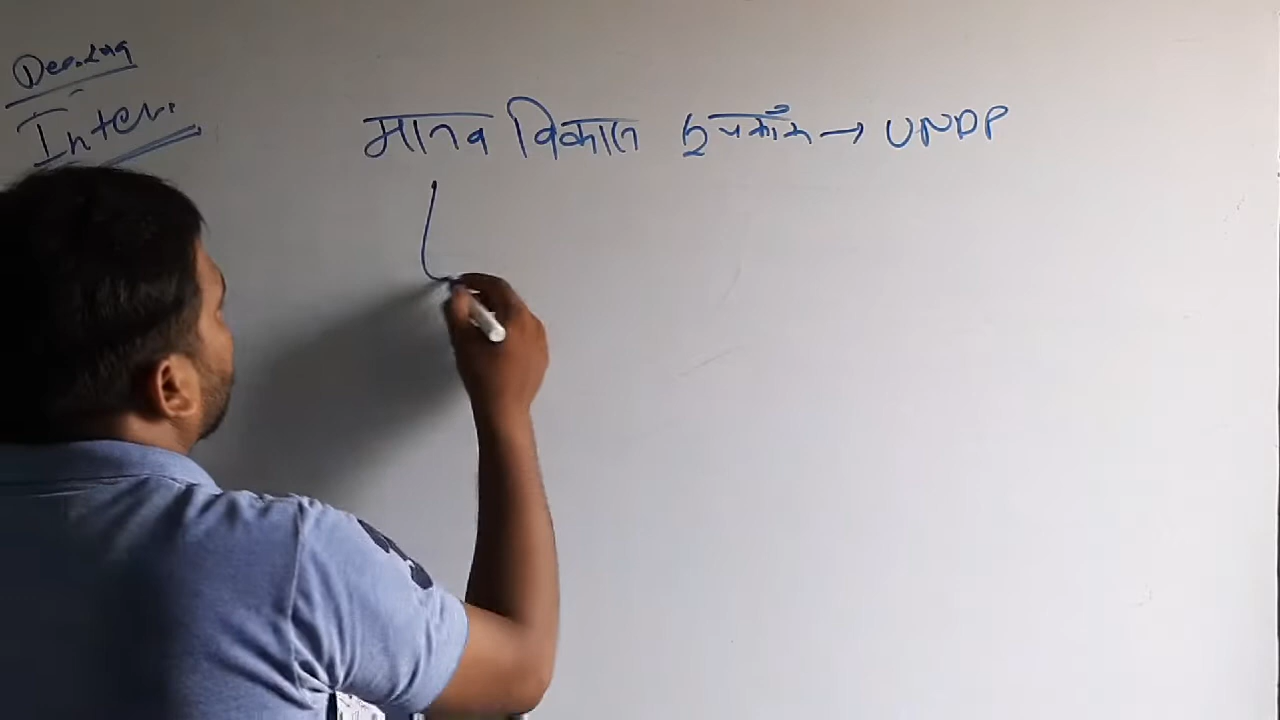 Inter.
मानव विकास सूचकांक → UNDP